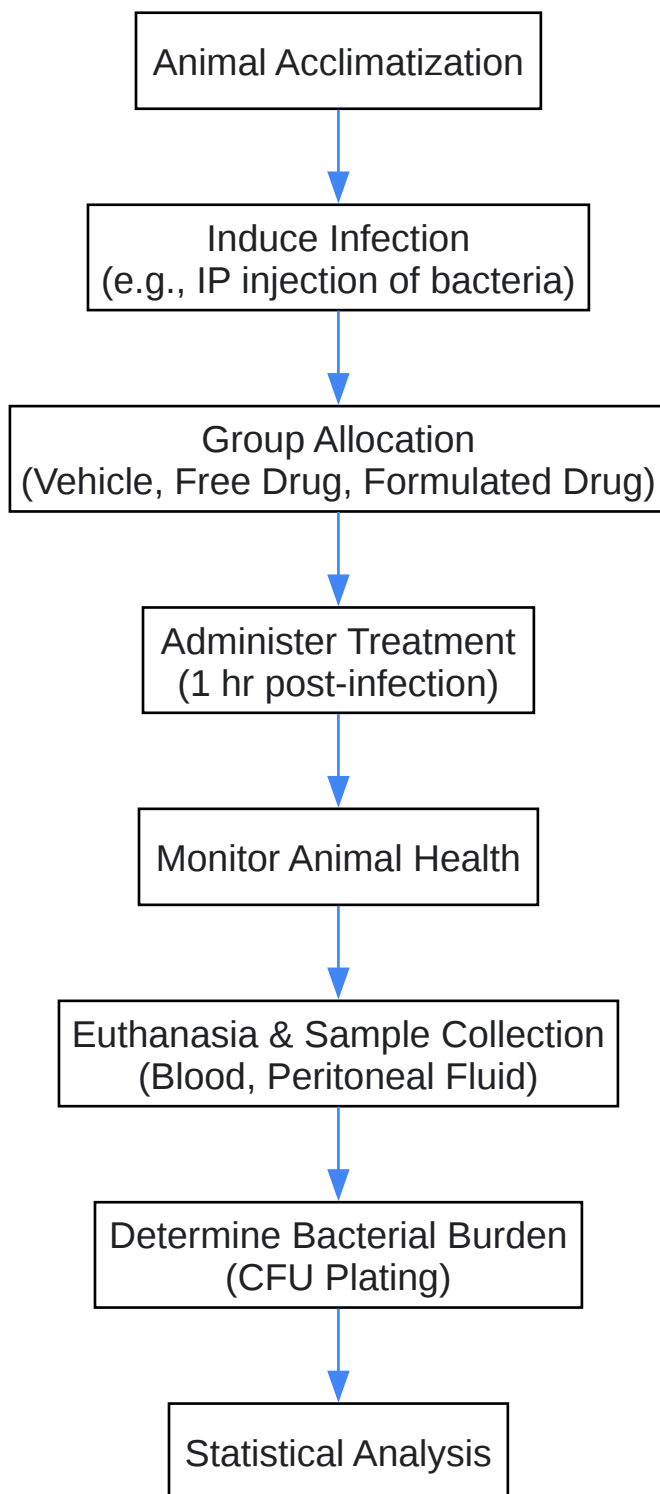 Animal Acclimatization
Induce Infection
(e.g., IP injection of bacteria)
Group Allocation
(Vehicle, Free Drug, Formulated Drug)
Administer Treatment
(1 hr post-infection)
Monitor Animal Health
Euthanasia & Sample Collection
(Blood, Peritoneal Fluid)
Determine Bacterial Burden
(CFU Plating)
Statistical Analysis